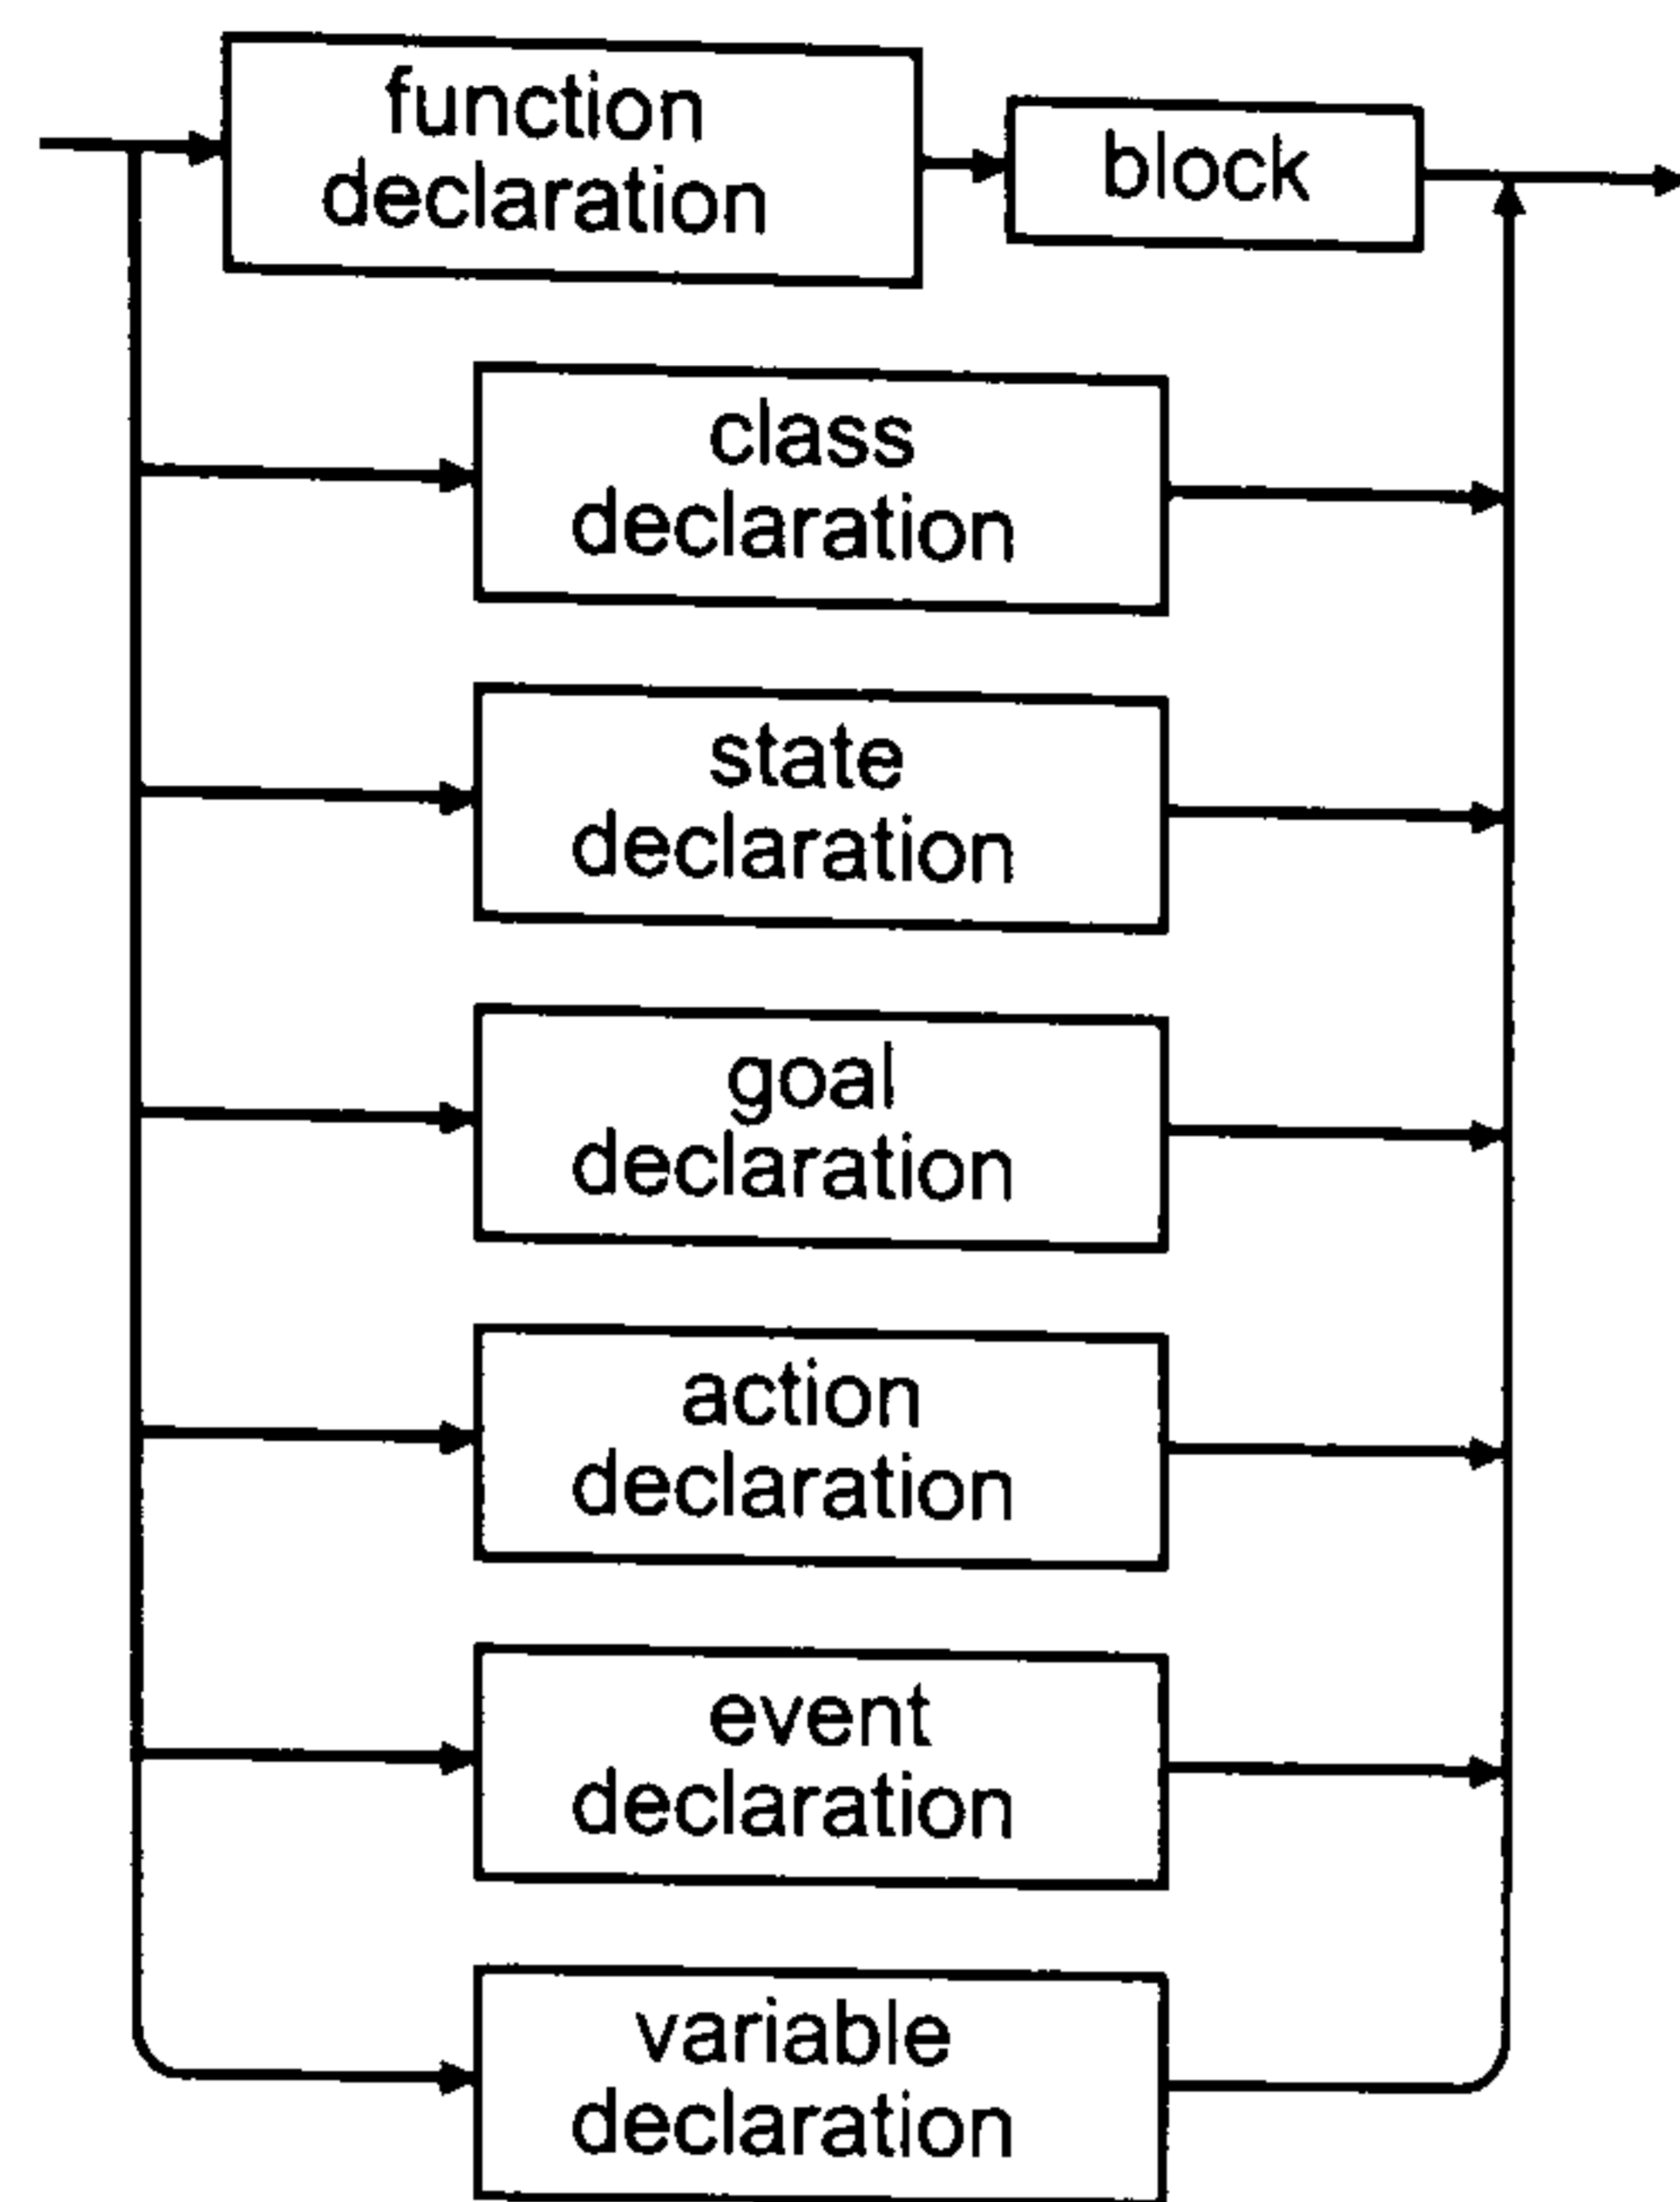 function
declaration
block
class
declaration
state
declaration
goal
declaration
action
declaration
event
declaration
variable
declaration